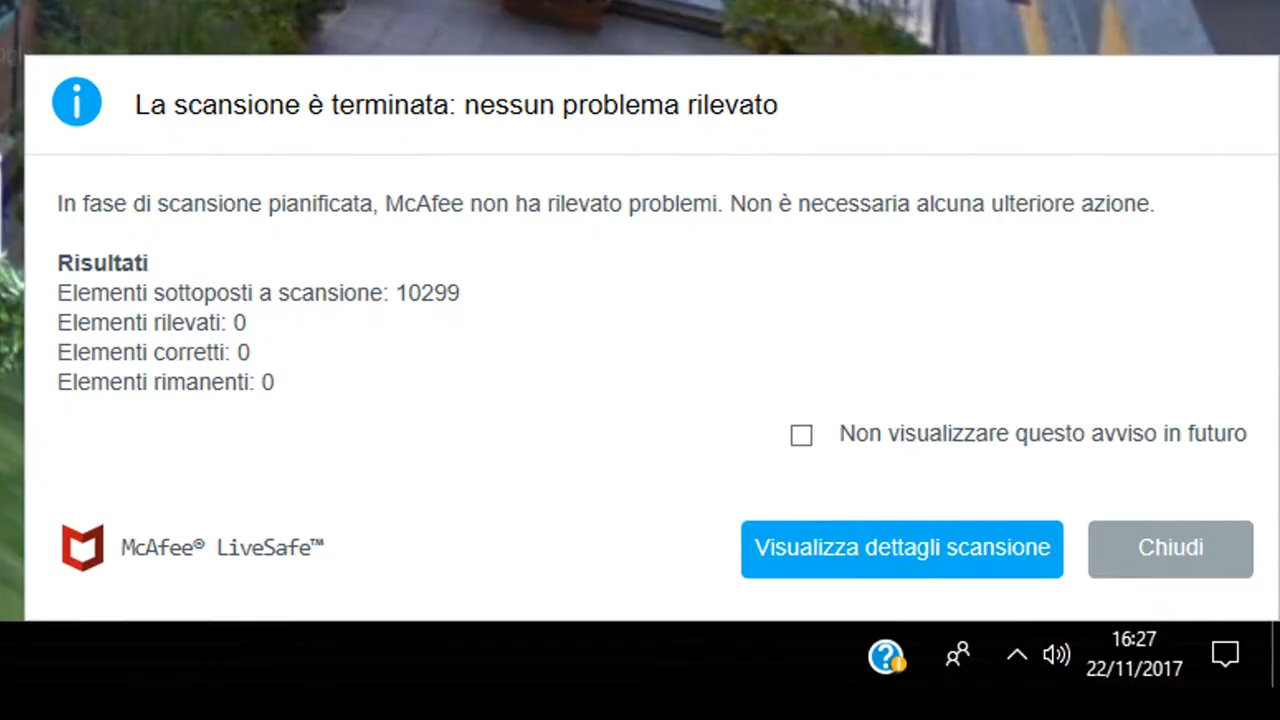 La scansione è terminata: nessun problema rilevato
In fase di scansione pianificata, McAfee non ha rilevato problemi. Non è necessaria alcuna ulteriore azione.
Risultati
Elementi sottoposti a scansione: 10299
Elementi rilevati: 0
Elementi corretti: 0
Elementi rimanenti: 0
Non visualizzare questo avviso in futuro
McAfee® LiveSafe™
Visualizza dettagli scansione
Chiudi
16:27
22/11/2017